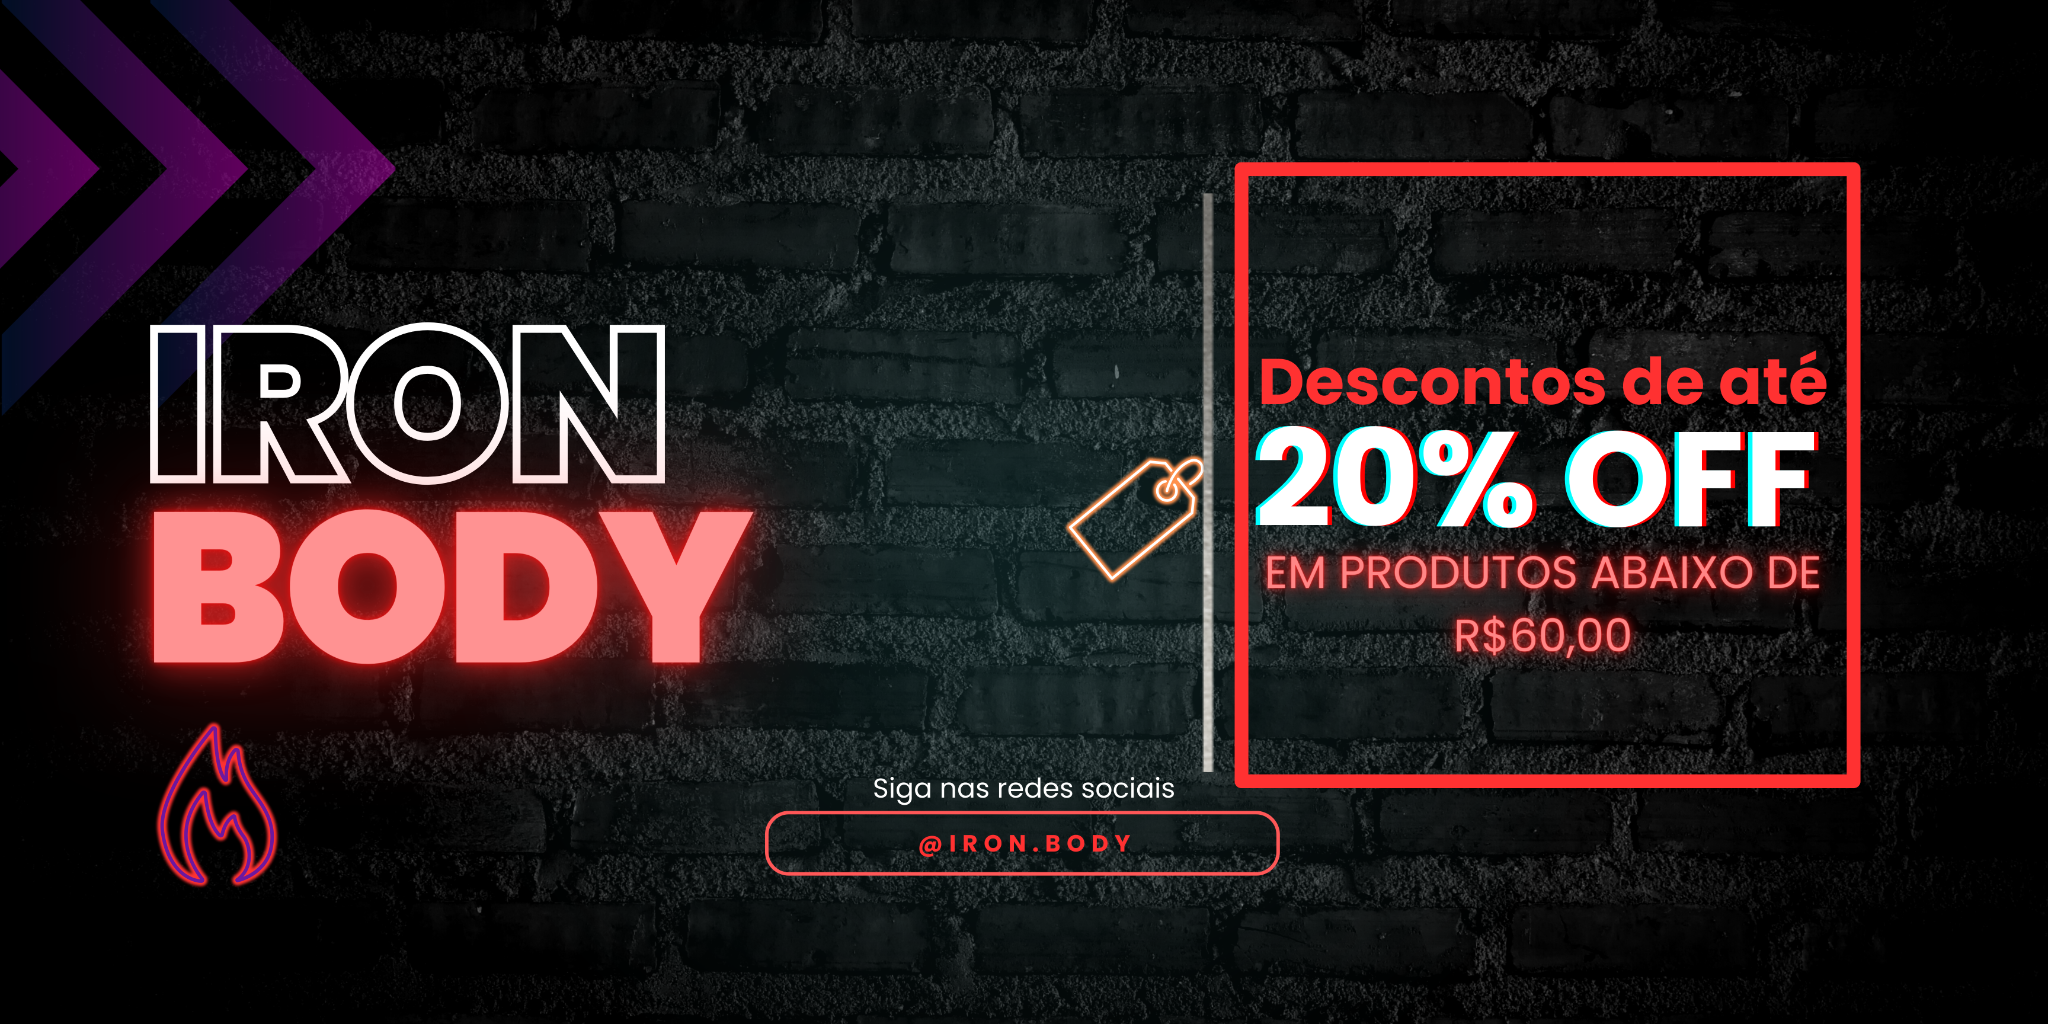 IRON
BODY
Descontos de até
20% OFF
EM PRODUTOS ABAIXO DE
R$60,00
Siga nas redes sociais
@IRON.BODY